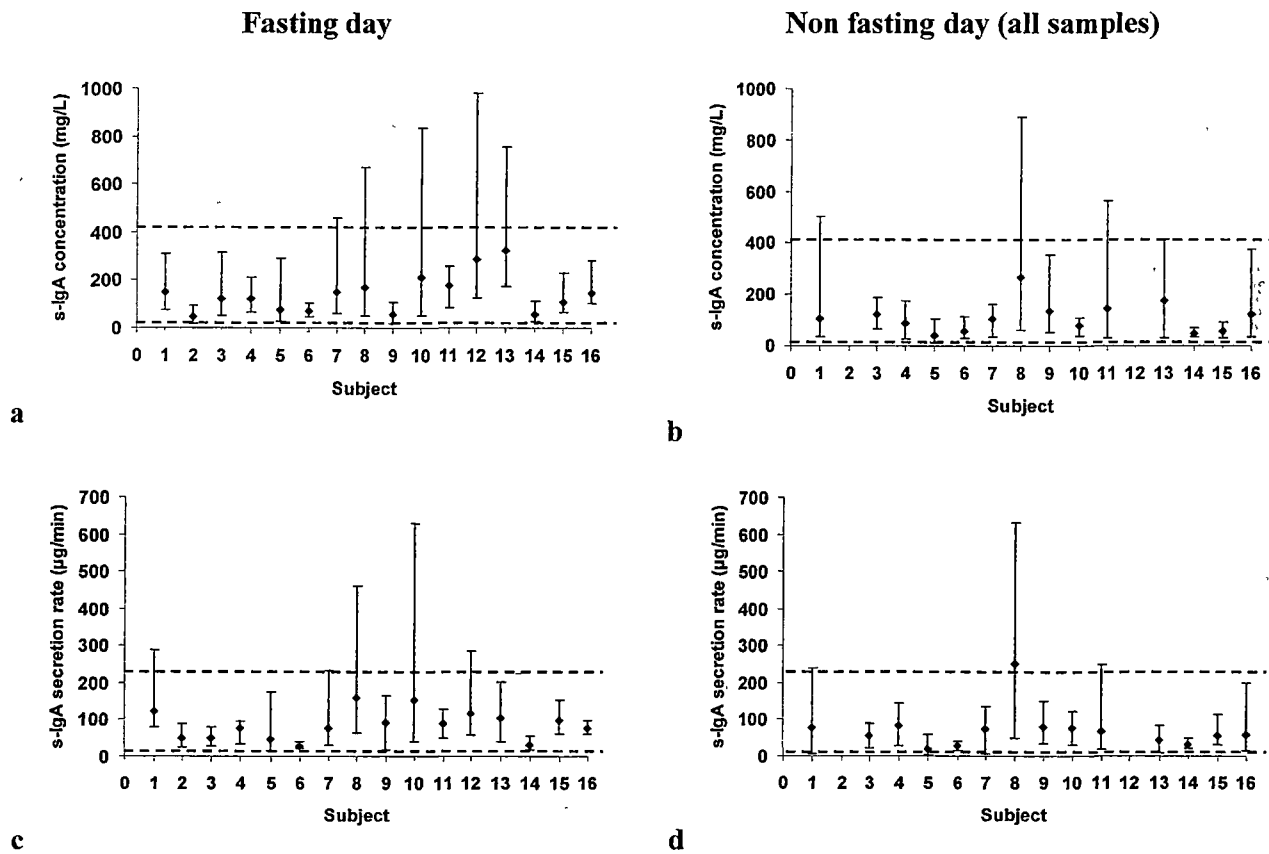 Fasting day
Non fasting day (all samples)
s-IgA concentration (mg/L)
1000
800
600
400
200
0
0 1 2 3 4 5 6 7 8 9 10 11 12 13 14 15 16
Subject
a
s-IgA concentration (mg/L)
1000
800
600
400
200
0
0 1 2 3 4 5 6 7 8 9 10 11 12 13 14 15 16
Subject
b
s-IgA secretion rate (µg/min)
700
600
500
400
300
200
100
0
0 1 2 3 4 5 6 7 8 9 10 11 12 13 14 15 16
Subject
c
s-IgA secretion rate (µg/min)
700
600
500
400
300
200
100
0
0 1 2 3 4 5 6 7 8 9 10 11 12 13 14 15 16
Subject
d